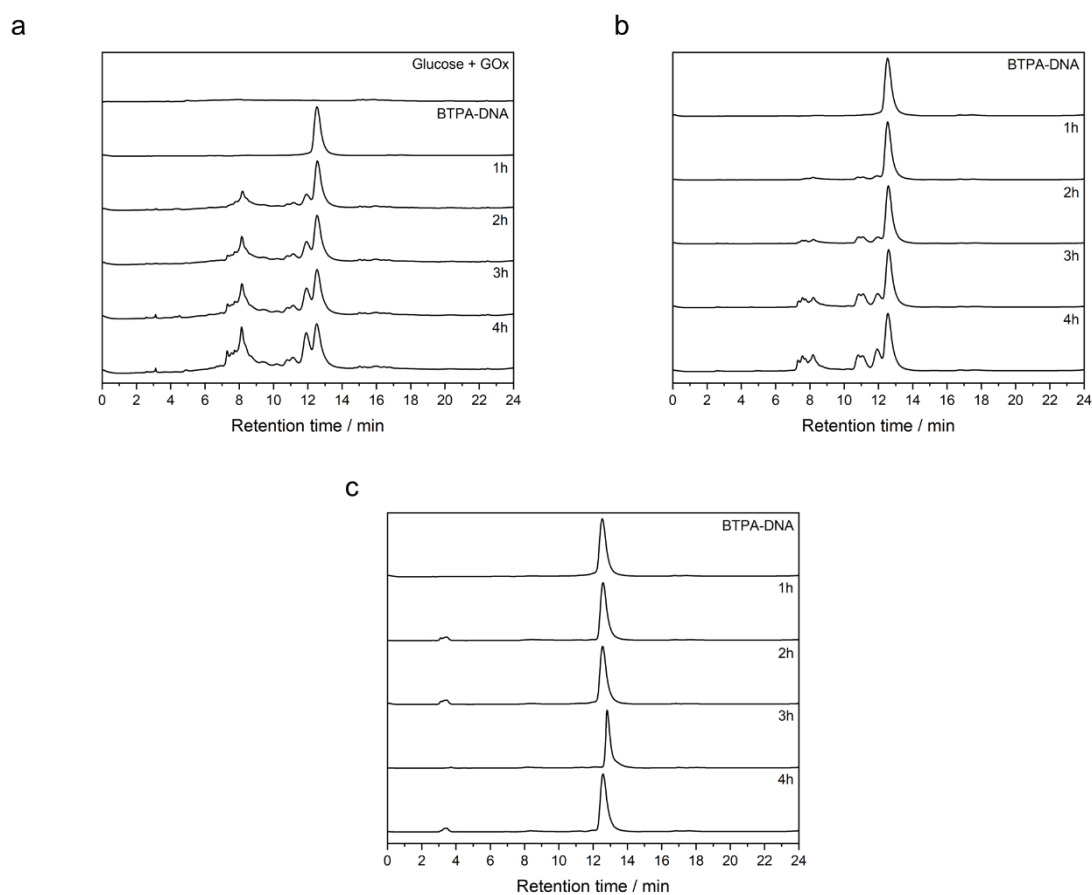 a
Glucose + GOx
BTPA-DNA
1h
2h
3h
4h
0 2 4 6 8 10 12 14 16 18 20 22 24
Retention time / min
b
BTPA-DNA
1h
2h
3h
4h
0 2 4 6 8 10 12 14 16 18 20 22 24
Retention time / min
c
BTPA-DNA
1h
2h
3h
4h
0 2 4 6 8 10 12 14 16 18 20 22 24
Retention time / min